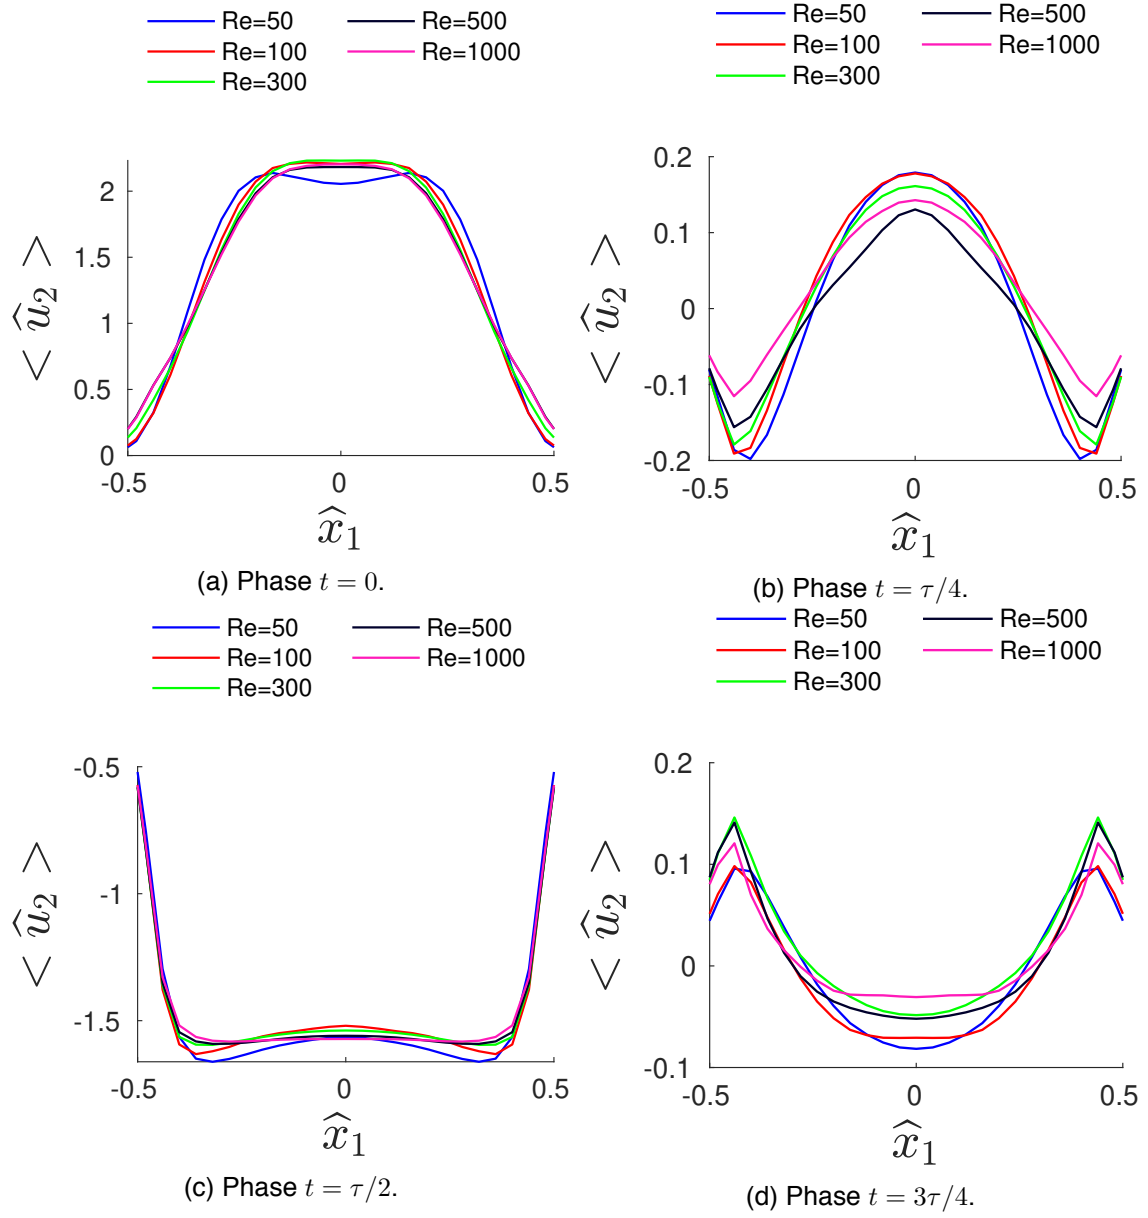 Re=50
Re=100
Re=300
Re=500
Re=1000
< û₂ >
2
1.5
1
0.5
0
-0.5
0
0.5
x̂₁
(a) Phase t = 0.
Re=50
Re=100
Re=300
Re=500
Re=1000
< û₂ >
0.2
0.1
0
-0.1
-0.2
-0.5
0
0.5
x̂₁
(b) Phase t = τ/4.
Re=50
Re=100
Re=300
Re=500
Re=1000
< û₂ >
-0.5
-1
-1.5
-0.5
0
0.5
x̂₁
(c) Phase t = τ/2.
Re=50
Re=100
Re=300
Re=500
Re=1000
< û₂ >
0.2
0.1
0
-0.1
-0.5
0
0.5
x̂₁
(d) Phase t = 3τ/4.